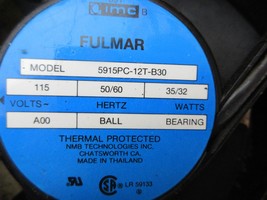 imc B
FULMAR
MODEL 5915PC-12T-B30
115 50/60 35/32
VOLTS~ HERTZ WATTS
A00 BALL BEARING
THERMAL PROTECTED
NMB TECHNOLOGIES INC.
CHATSWORTH CA.
MADE IN THAILAND
LR 59133